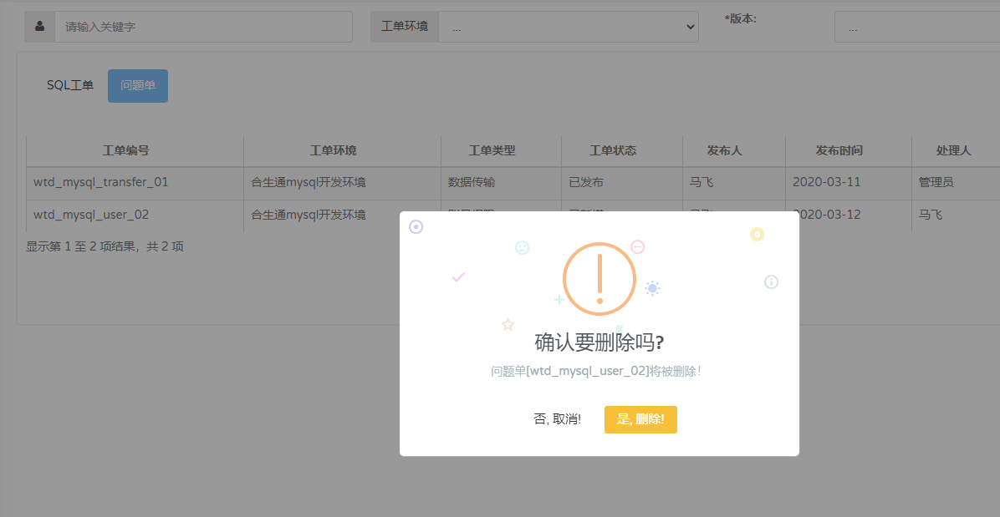 请输入关键字 工单环境 ... *版本: ...
SQL工单 问题单
工单编号 工单环境 工单类型 工单状态 发布人 发布时间 处理人
wtd_mysql_transfer_01 合生通mysql开发环境 数据传输 已发布 马飞 2020-03-11 管理员
wtd_mysql_user_02 合生通mysql开发环境 2020-03-12 马飞
显示第 1 至 2 项结果，共 2 项
确认要删除吗?
问题单[wtd_mysql_user_02]将被删除!
否, 取消! 是, 删除!